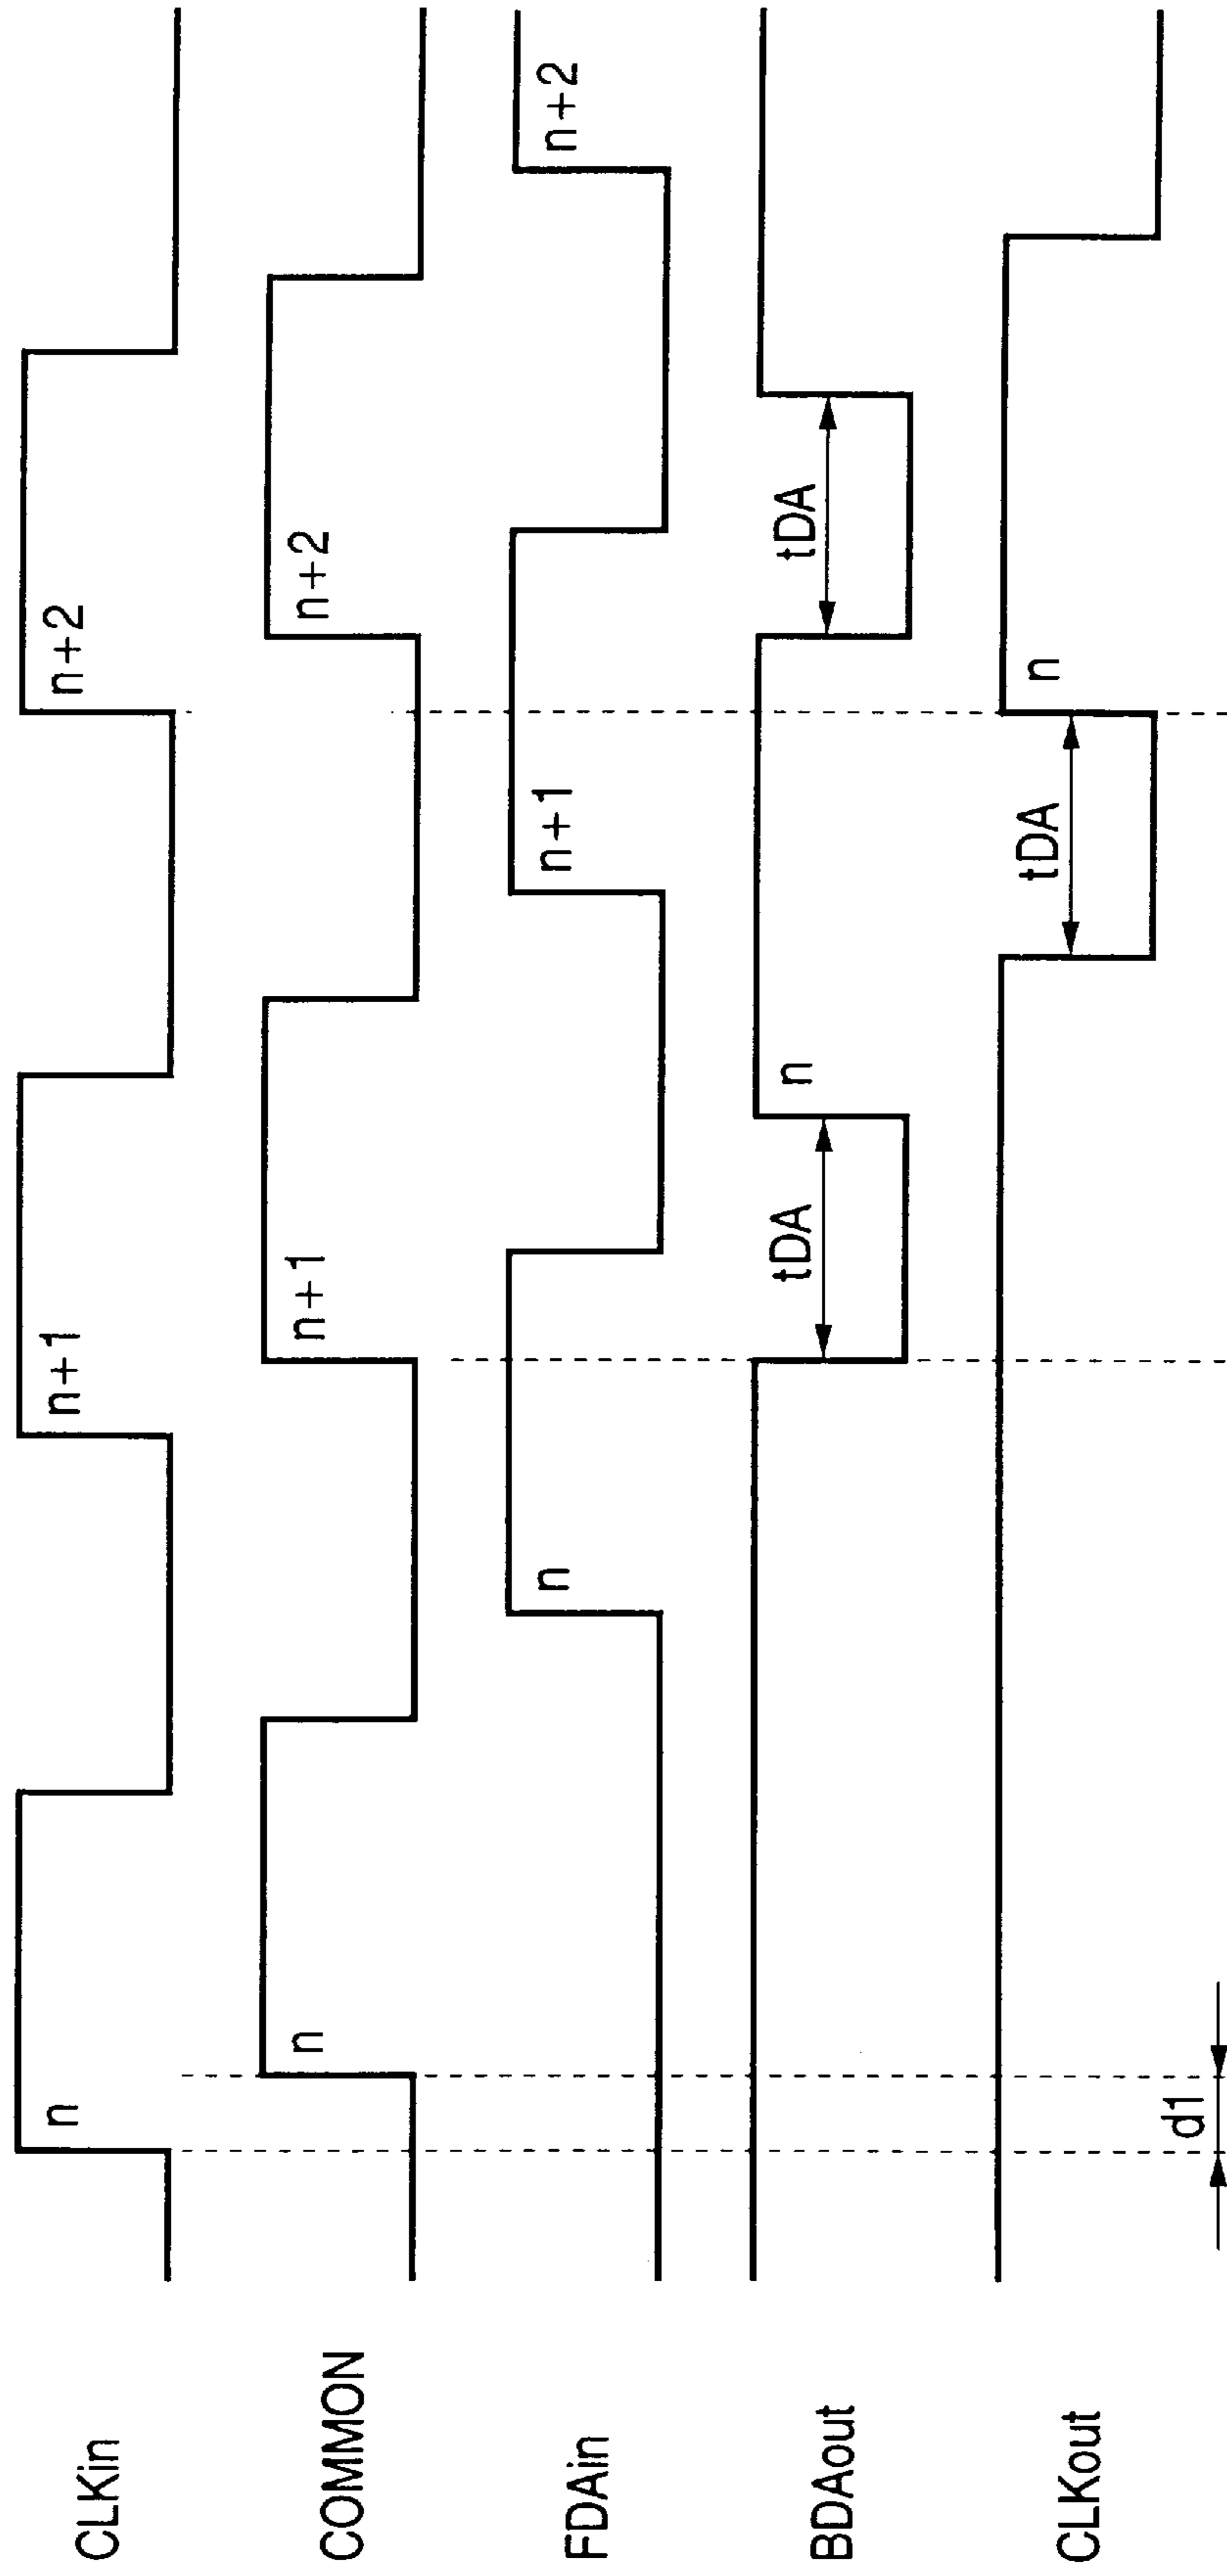 CLKin
n
n+1
n+2
COMMON
n
n+1
n+2
FDAin
n
n+1
n+2
BDAout
tDA
n
tDA
CLKout
tDA
n
d1